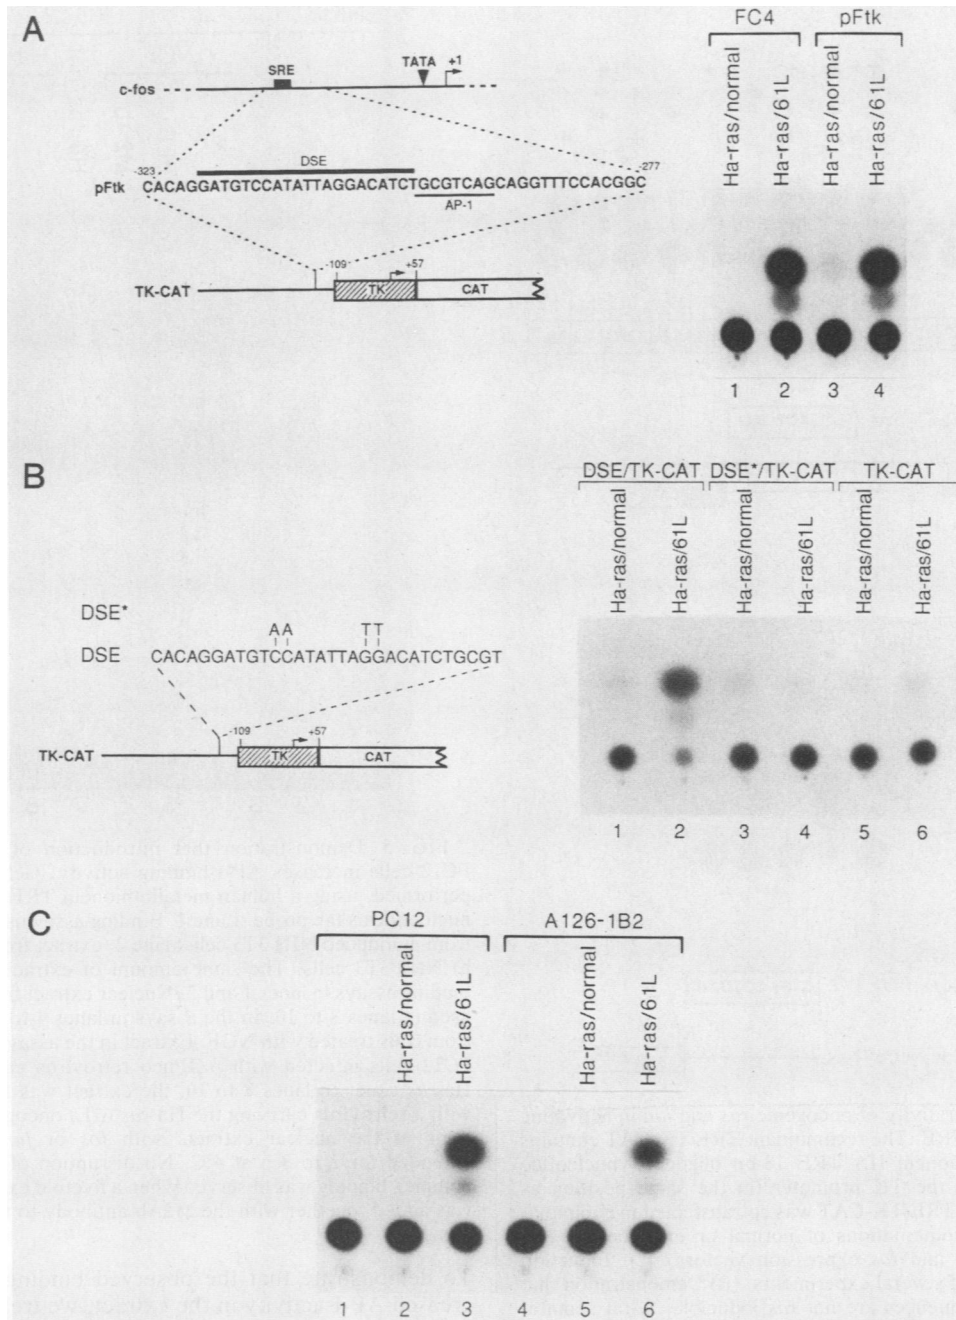 A
FC4 pFtk
Ha-ras/normal
Ha-ras/61L
Ha-ras/normal
Ha-ras/61L
TATA +1
SRE
c-fos
DSE
-323 -277
pFtk CACAGGATGTCCATATTAGGACATCTGCGTCAGCAGGTTTCCACGGC
AP-1
-109 +57
TK-CAT TK CAT
1 2 3 4
B
DSE/TK-CAT DSE*/TK-CAT TK-CAT
Ha-ras/normal
Ha-ras/61L
Ha-ras/normal
Ha-ras/61L
Ha-ras/normal
Ha-ras/61L
DSE*
AA TT
DSE CACAGGATGTCCATATTAGGACATCTGCGT
-109 +57
TK-CAT TK CAT
1 2 3 4 5 6
C
PC12 A126-1B2
Ha-ras/normal
Ha-ras/61L
Ha-ras/normal
Ha-ras/61L
1 2 3 4 5 6